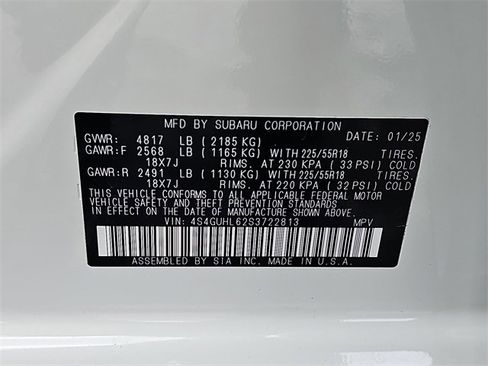 MFD BY SUBARU CORPORATION DATE: 01/25
GVWR: 4817 LB ( 2185 KG)
GAWR:F 2568 LB ( 1165 KG) WITH 225/55R18 TIRES.
18X7J RIMS. AT 230 KPA ( 33 PSI) COLD
GAWR:R 2491 LB ( 1130 KG) WITH 225/55R18 TIRES.
18X7J RIMS. AT 220 KPA ( 32 PSI) COLD
THIS VEHICLE CONFORMS TO ALL APPLICABLE FEDERAL MOTOR
VEHICLE SAFETY AND THEFT PREVENTION STANDARDS
IN EFFECT ON THE DATE OF MANUFACTURE SHOWN ABOVE.
VIN: 4S4GUHL62S3722813 MPV
ASSEMBLED BY SIA INC. MADE IN U.S.A.